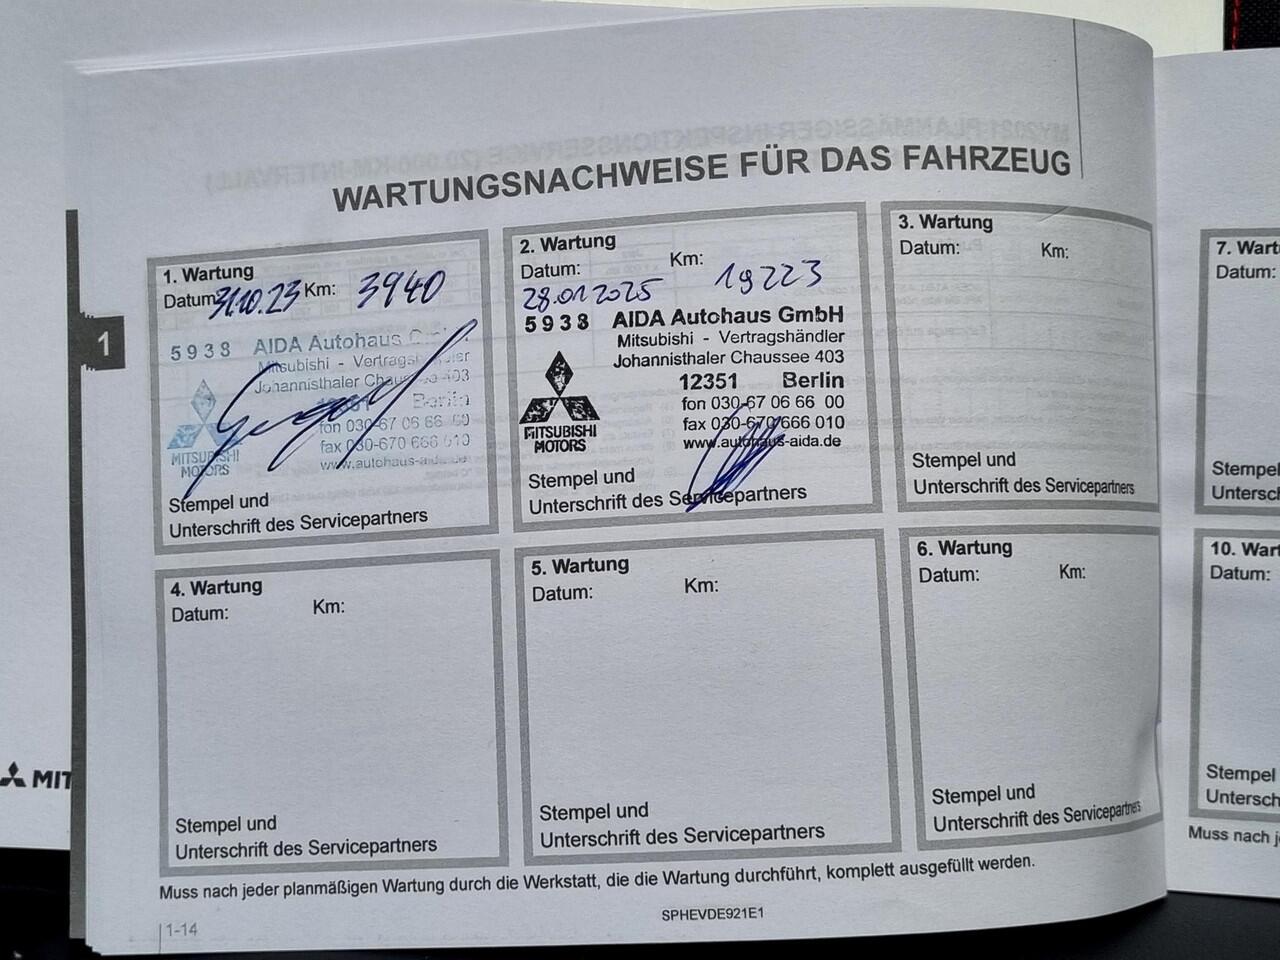 WARTUNGSNACHWEISE FÜR DAS FAHRZEUG
1. Wartung
Datum: 31.10.23 Km: 3940
5938 AIDA Autohaus
Mitsubishi - Vertragshändler
Johannisthaler Chaussee 403
12351 Berlin
fon 030-67 06 66 00
fax 030-670 666 010
www.autohaus-aida.de
MITSUBISHI
MOTORS
Stempel und
Unterschrift des Servicepartners
2. Wartung
Datum: Km:
28.01.2025 19223
5938 AIDA Autohaus GmbH
Mitsubishi - Vertragshändler
Johannisthaler Chaussee 403
12351 Berlin
fon 030-67 06 66 00
fax 030-670 666 010
www.autohaus-aida.de
MITSUBISHI
MOTORS
Stempel und
Unterschrift des Servicepartners
3. Wartung
Datum: Km:
Stempel und
Unterschrift des Servicepartners
7. Wart
Datum:
Stempel
Untersc
1
4. Wartung
Datum: Km:
Stempel und
Unterschrift des Servicepartners
5. Wartung
Datum: Km:
Stempel und
Unterschrift des Servicepartners
6. Wartung
Datum: Km:
Stempel und
Unterschrift des Servicepartners
10. Wart
Datum:
Stempel
Untersch
Muss nach jeder planmäßigen Wartung durch die Werkstatt, die die Wartung durchführt, komplett ausgefüllt werden.
Muss nach j
1-14
SPHEVDE921E1
MIT